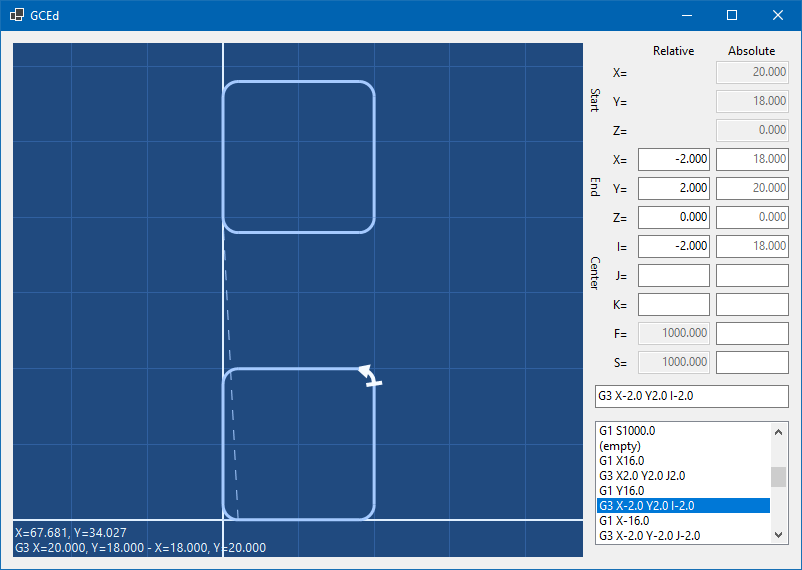 GCEd
Relative Absolute
Start
X= 20.000
Y= 18.000
Z= 0.000
End
X= -2.000 18.000
Y= 2.000 20.000
Z= 0.000 0.000
Center
I= -2.000 18.000
J=
K=
F= 1000.000
S= 1000.000
G3 X-2.0 Y2.0 I-2.0
G1 S1000.0
(empty)
G1 X16.0
G3 X2.0 Y2.0 J2.0
G1 Y16.0
G3 X-2.0 Y2.0 I-2.0
G1 X-16.0
G3 X-2.0 Y-2.0 J-2.0
X=67.681, Y=34.027
G3 X=20.000, Y=18.000 - X=18.000, Y=20.000